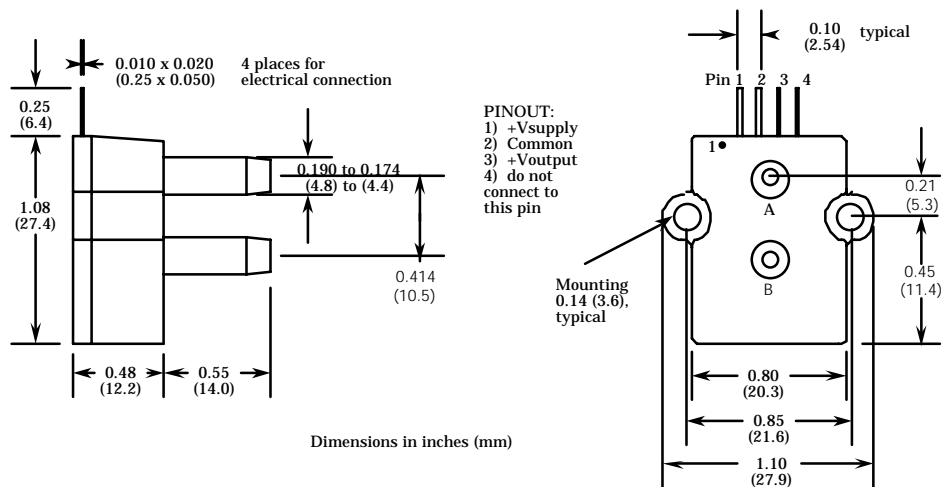 0.010 x 0.020
(0.25 x 0.050)
4 places for
electrical connection
0.25
(6.4)
1.08
(27.4)
0.190 to 0.174
(4.8) to (4.4)
0.414
(10.5)
0.48
(12.2)
0.55
(14.0)
Dimensions in inches (mm)
PINOUT:
1) +Vsupply
2) Common
3) +Voutput
4) do not
connect to
this pin
0.10
(2.54)
typical
Pin 1 2 3 4
1
A
B
0.21
(5.3)
0.45
(11.4)
Mounting
0.14 (3.6),
typical
0.80
(20.3)
0.85
(21.6)
1.10
(27.9)